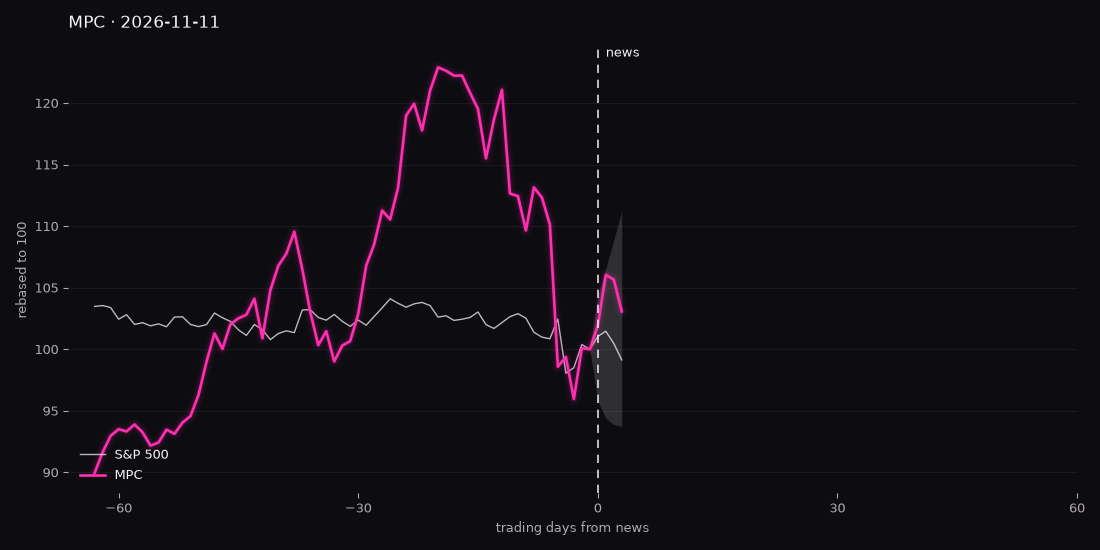 MPC · 2026-11-11
news
120
115
110
105
100
95
90
rebased to 100
S&P 500
MPC
−60
−30
0
30
60
trading days from news